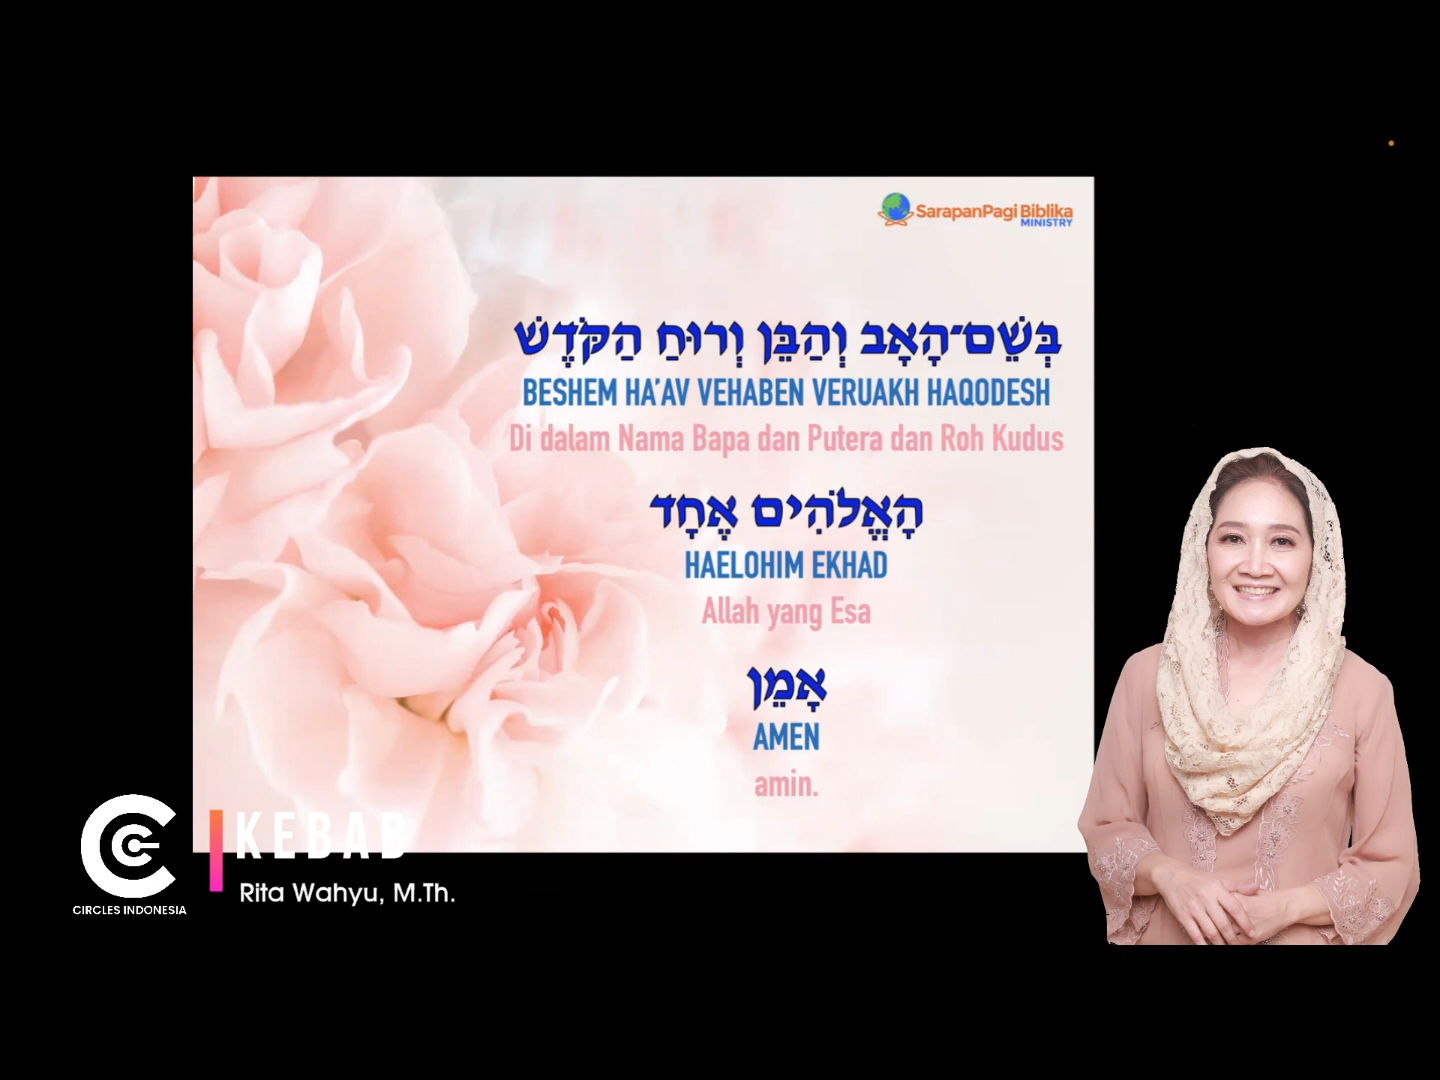 SarapanPagi Biblika
MINISTRY
בְּשֵׁם־הָאָב וְהַבֵּן וְרוּחַ הַקֹּדֶשׁ
BESHEM HA'AV VEHABEN VERUAKH HAQODESH
Di dalam Nama Bapa dan Putera dan Roh Kudus
הָאֱלֹהִים אֶחָד
HAELOHIM EKHAD
Allah yang Esa
אָמֵן
AMEN
amin.
KEBAB
Rita Wahyu, M.Th.
CIRCLES INDONESIA